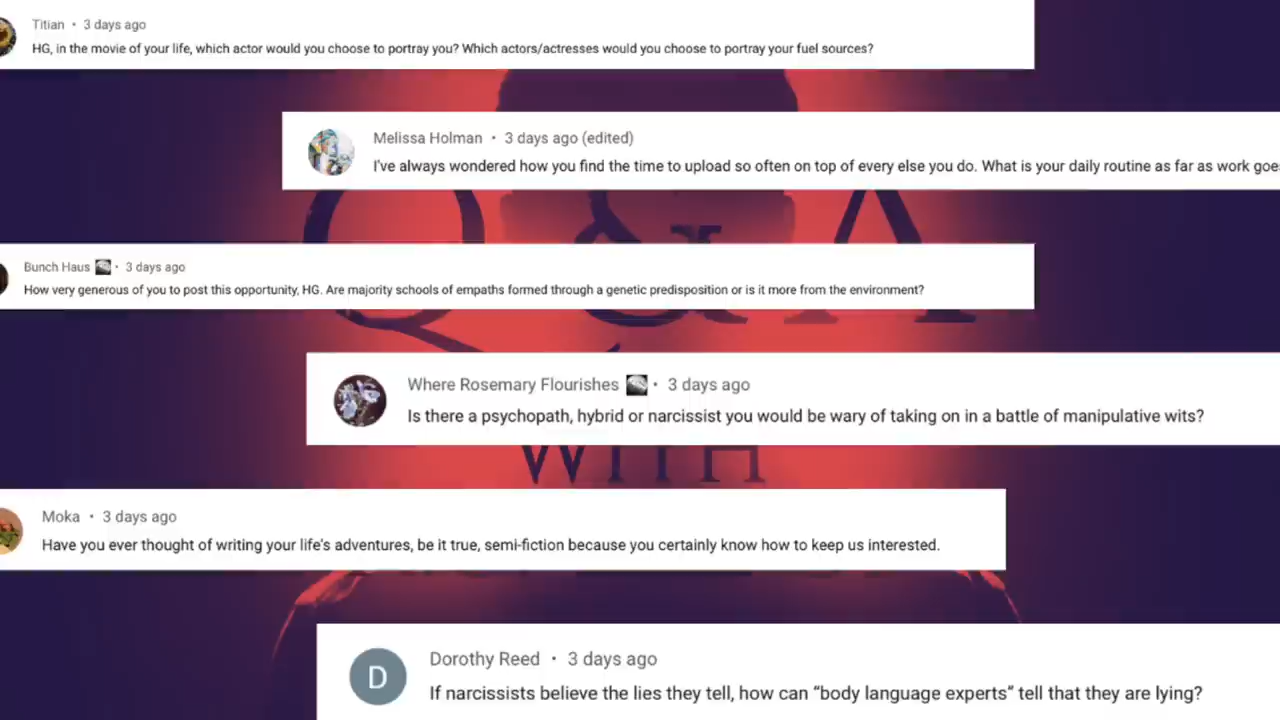 Titian • 3 days ago
HG, in the movie of your life, which actor would you choose to portray you? Which actors/actresses would you choose to portray your fuel sources?
Melissa Holman • 3 days ago (edited)
I've always wondered how you find the time to upload so often on top of every else you do. What is your daily routine as far as work goes
Q & A
Bunch Haus • 3 days ago
How very generous of you to post this opportunity, HG. Are majority schools of empaths formed through a genetic predisposition or is it more from the environment?
Where Rosemary Flourishes • 3 days ago
Is there a psychopath, hybrid or narcissist you would be wary of taking on in a battle of manipulative wits?
WITH
Moka • 3 days ago
Have you ever thought of writing your life's adventures, be it true, semi-fiction because you certainly know how to keep us interested.
D
Dorothy Reed • 3 days ago
If narcissists believe the lies they tell, how can “body language experts” tell that they are lying?